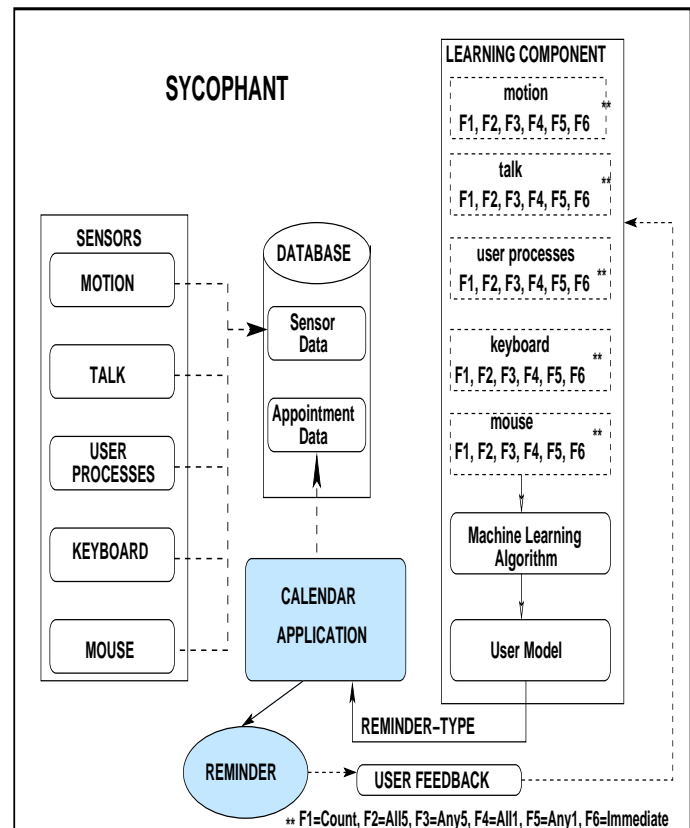 SYCOPHANT
SENSORS
MOTION
TALK
USER
PROCESSES
KEYBOARD
MOUSE
DATABASE
Sensor
Data
Appointment
Data
CALENDAR
APPLICATION
REMINDER
LEARNING COMPONENT
motion
**
F1, F2, F3, F4, F5, F6
talk
**
F1, F2, F3, F4, F5, F6
user processes
**
F1, F2, F3, F4, F5, F6
keyboard
**
F1, F2, F3, F4, F5, F6
mouse
**
F1, F2, F3, F4, F5, F6
Machine Learning
Algorithm
User Model
REMINDER-TYPE
USER FEEDBACK
** F1=Count, F2=All5, F3=Any5, F4=All1, F5=Any1, F6=Immediate